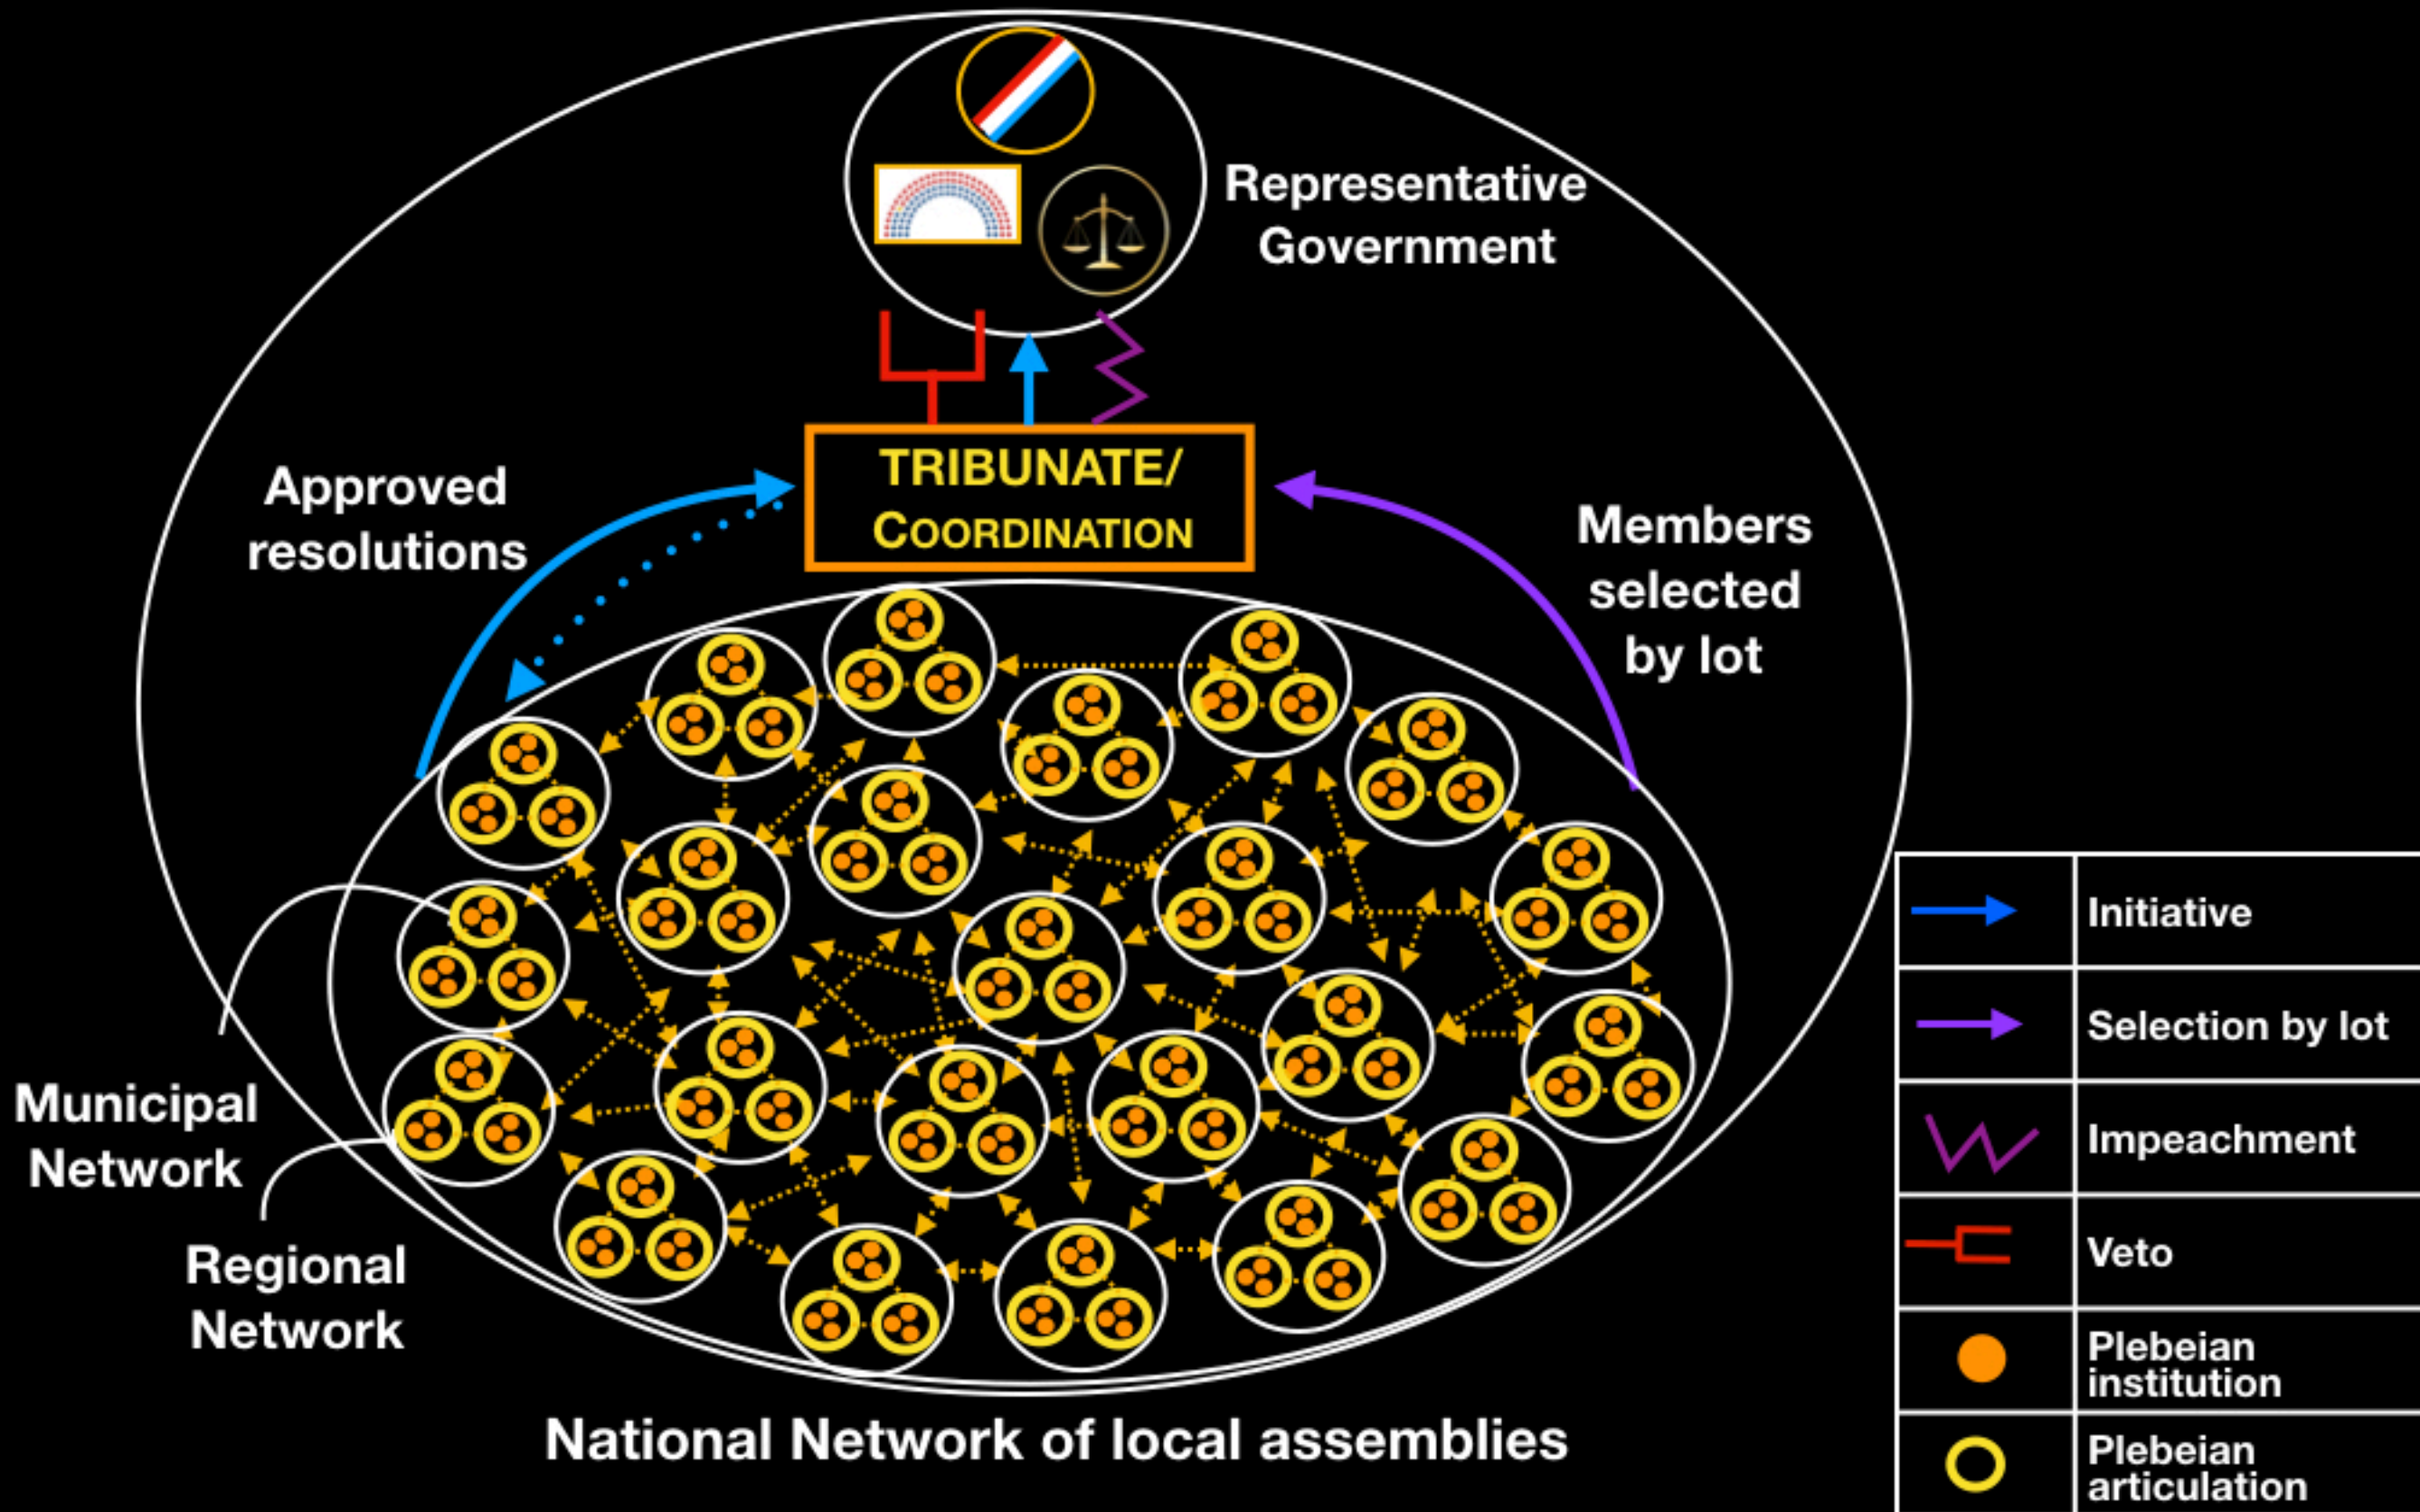 Representative
Government
TRIBUNATE/
COORDINATION
Approved
resolutions
Members
selected
by lot
Municipal
Network
Regional
Network
National Network of local assemblies
Initiative
Selection by lot
Impeachment
Veto
Plebeian
institution
Plebeian
articulation